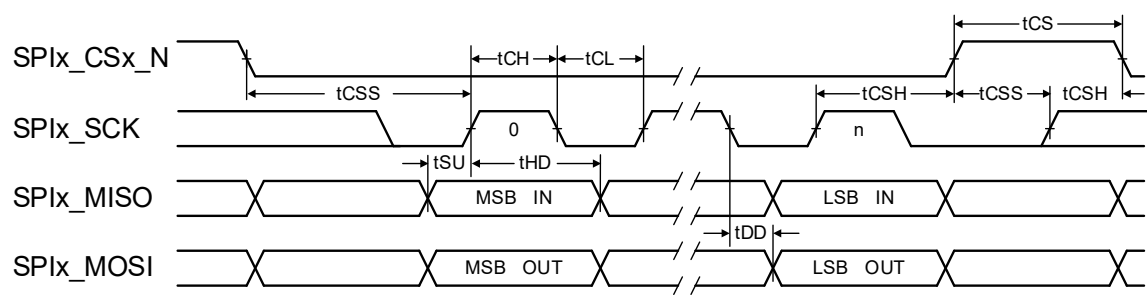 SPIx_CSx_N
tCS
tCH
tCL
tCSS
tCSH
tCSS
tCSH
SPIx_SCK
0
n
tSU
tHD
SPIx_MISO
MSB IN
LSB IN
tDD
SPIx_MOSI
MSB OUT
LSB OUT